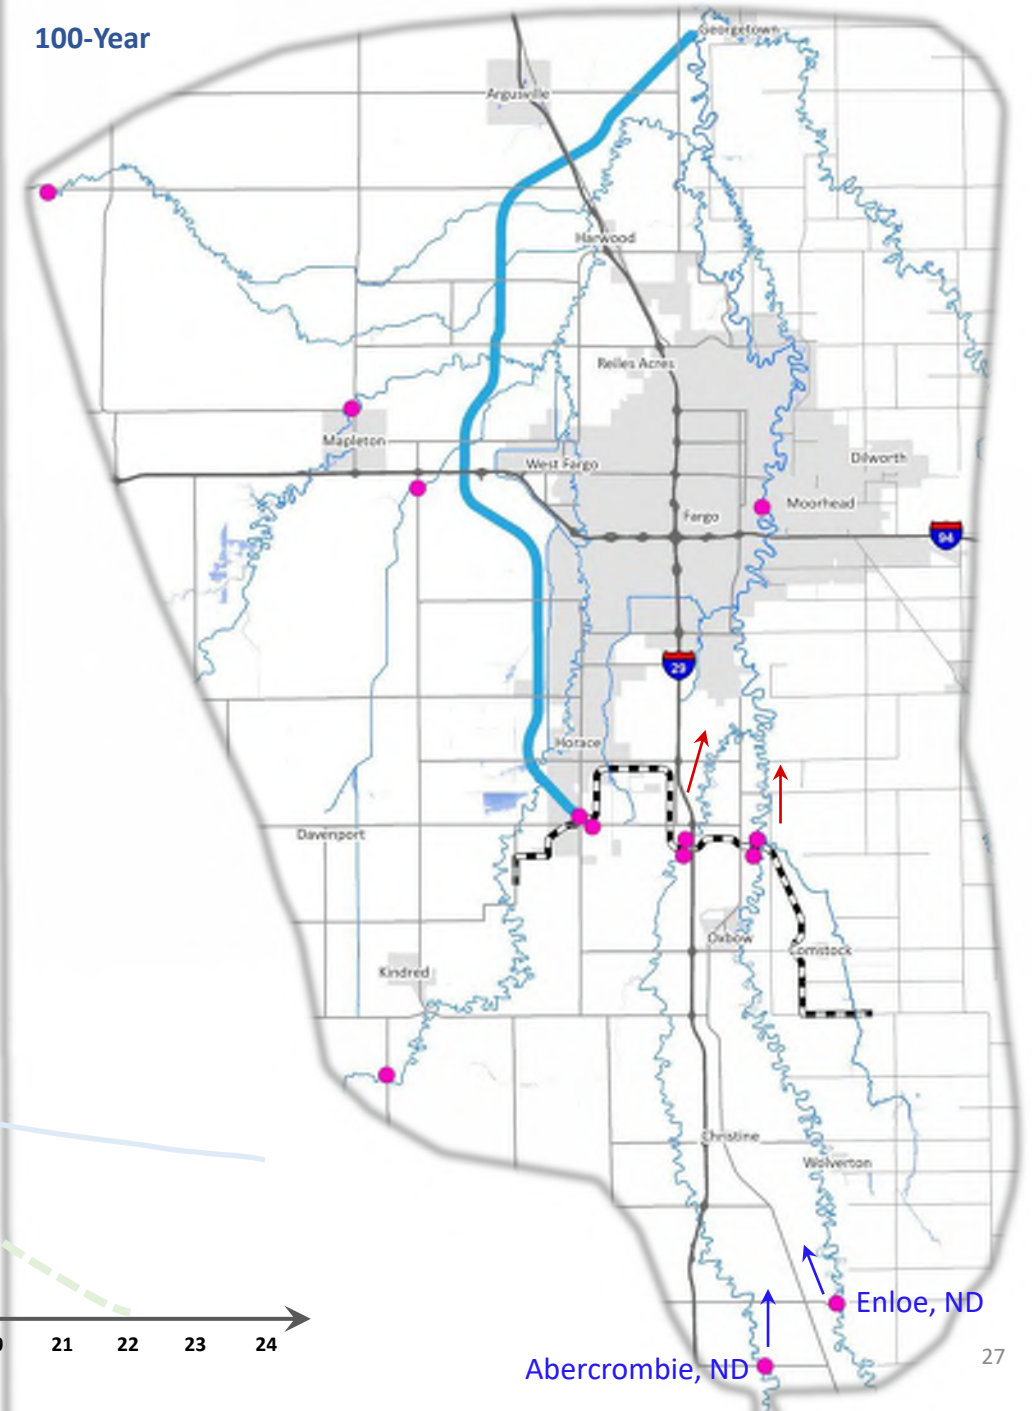 100-Year
Georgetown
Argusville
Harwood
Reiles Acres
Mapleton
West Fargo
Dilworth
Moorhead
Fargo
94
29
Horace
Davenport
Oxbow
Comstock
Kindred
Christine
Wolverton
Enloe, ND
Abercrombie, ND
21 22 23 24
27